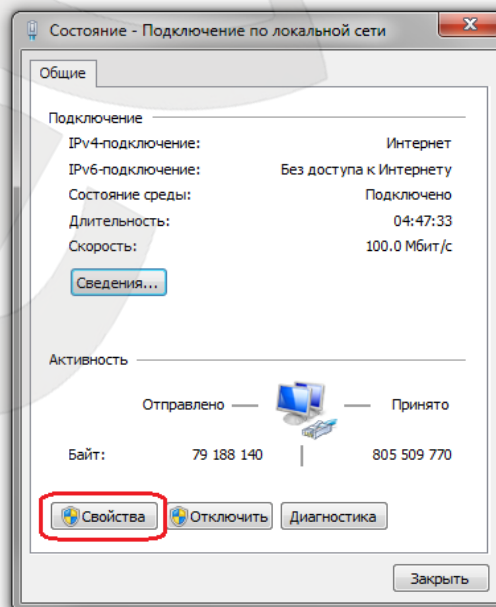 Состояние - Подключение по локальной сети
Общие
Подключение
IPv4-подключение: Интернет
IPv6-подключение: Без доступа к Интернету
Состояние среды: Подключено
Длительность: 04:47:33
Скорость: 100.0 Мбит/с
Сведения...
Активность
Отправлено — — Принято
Байт: 79 188 140 | 805 509 770
Свойства Отключить Диагностика
Закрыть